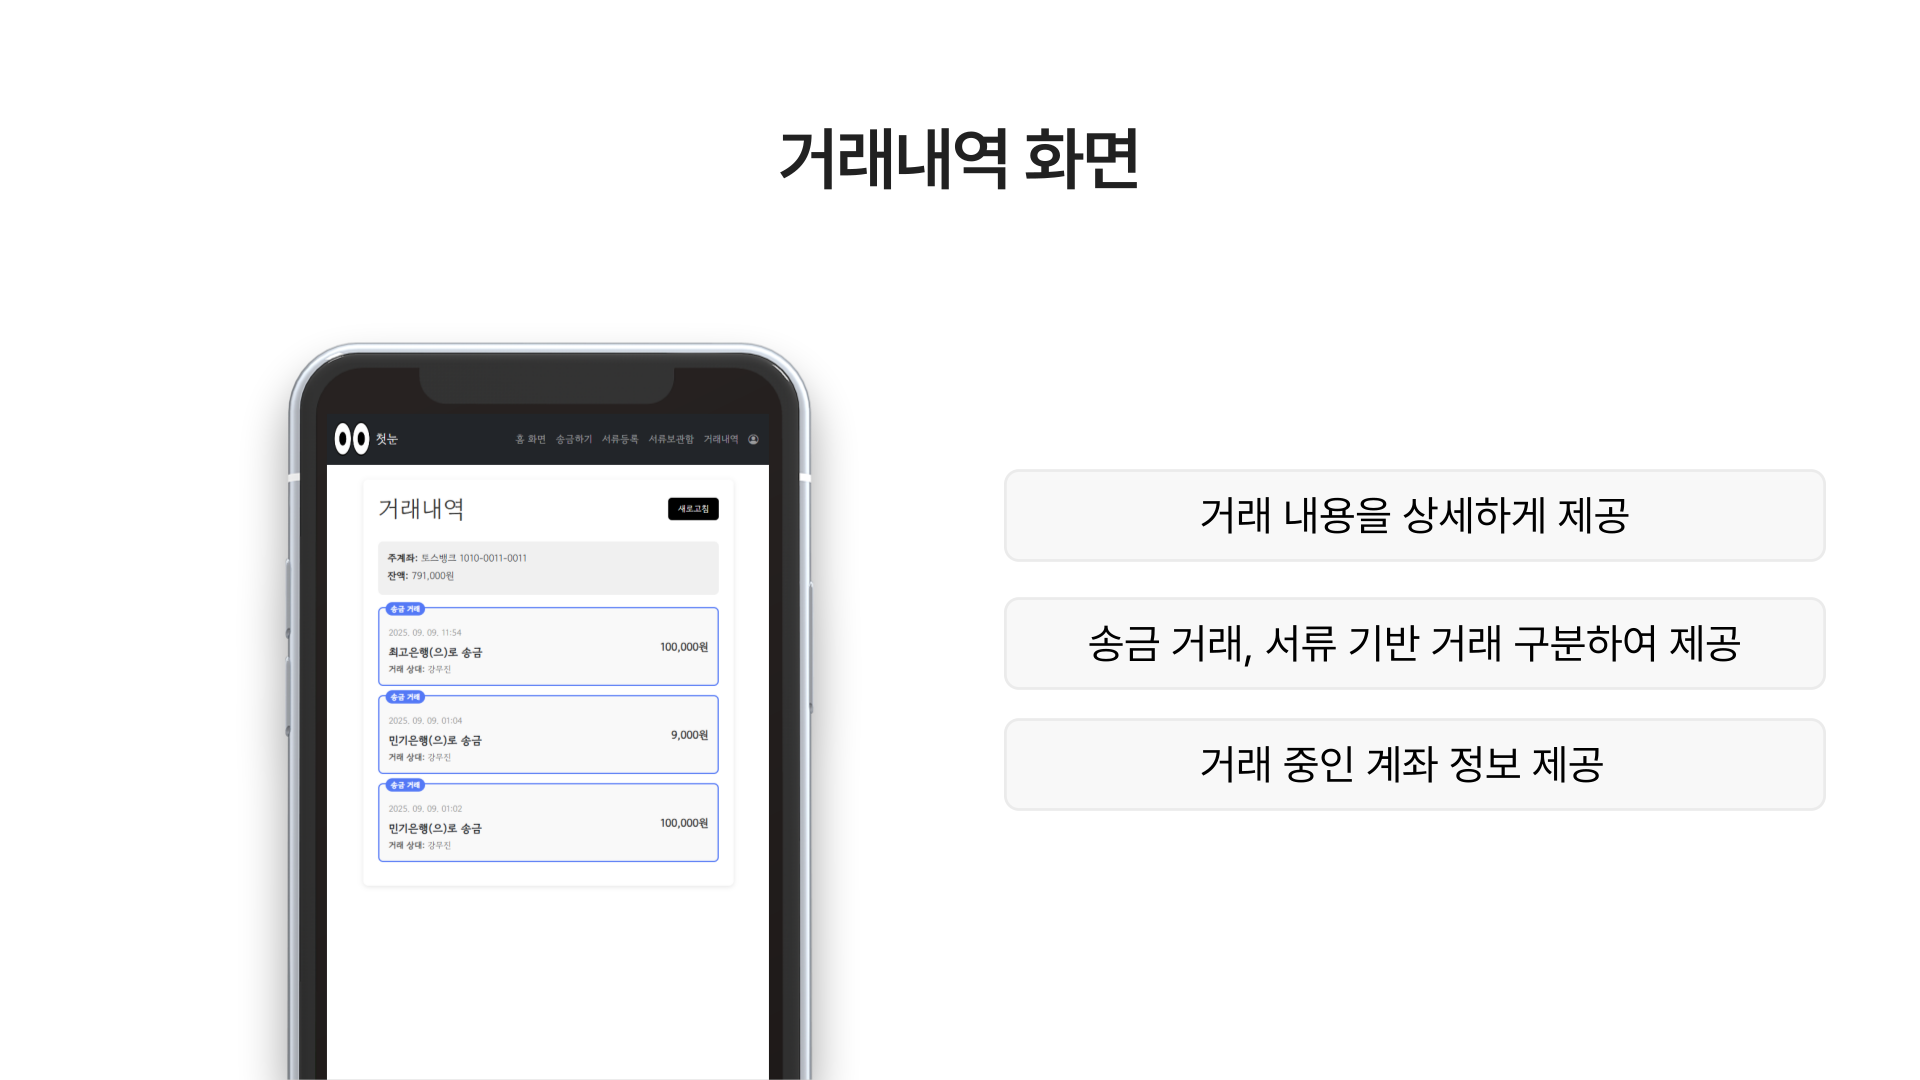 거래내역 화면
첫눈
홈 화면 송금하기 서류등록 서류보관함 거래내역
거래내역
새로고침
주계좌: 토스뱅크 1010-0011-0011
잔액: 791,000원
송금 거래
2025. 09. 09. 11:54
최고은행(으)로 송금
100,000원
거래 상대: 강무진
송금 거래
2025. 09. 09. 01:04
민기은행(으)로 송금
9,000원
거래 상대: 강무진
송금 거래
2025. 09. 09. 01:02
민기은행(으)로 송금
100,000원
거래 상대: 강무진
거래 내용을 상세하게 제공
송금 거래, 서류 기반 거래 구분하여 제공
거래 중인 계좌 정보 제공